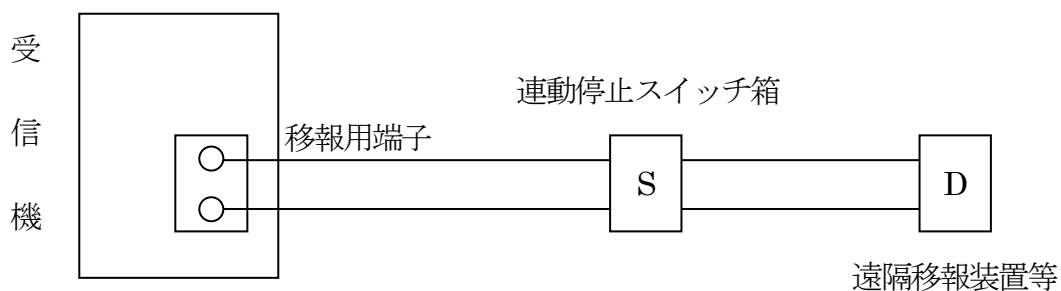 受信機
連動停止スイッチ箱
移報用端子
S
D
遠隔移報装置等